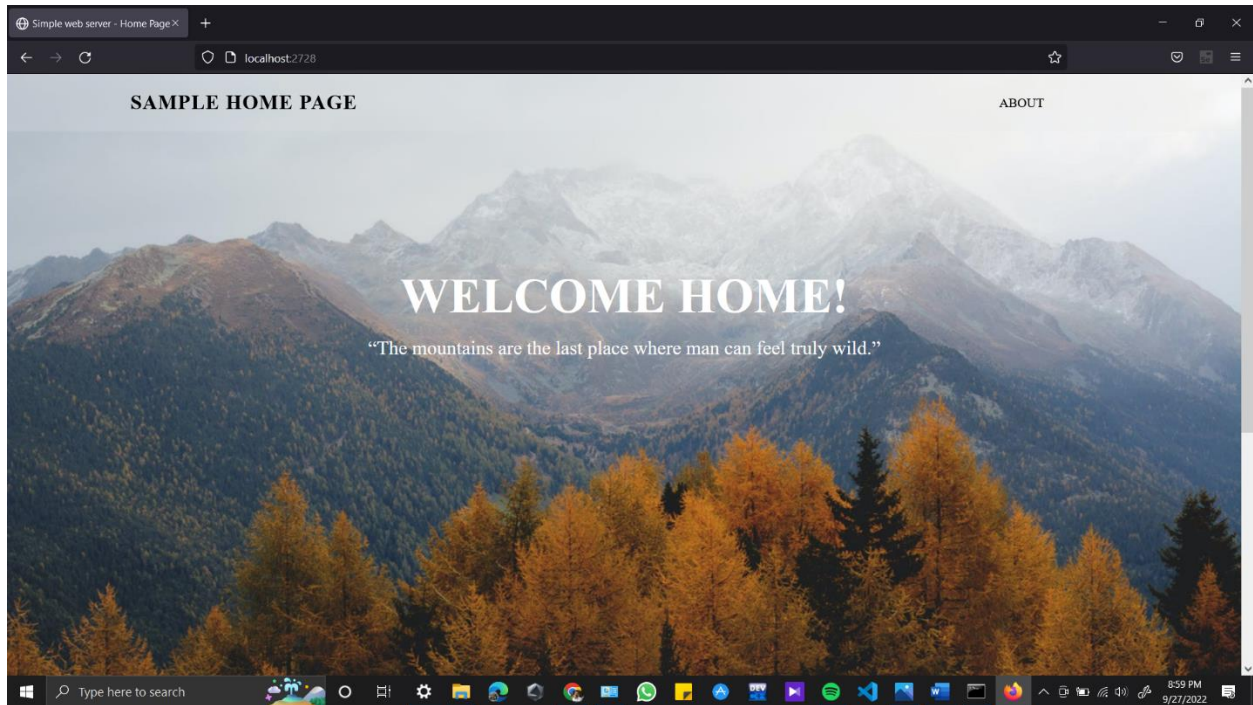 Simple web server - Home Page
localhost:2728
SAMPLE HOME PAGE
ABOUT
WELCOME HOME!
“The mountains are the last place where man can feel truly wild.”
Type here to search
DEV
8:59 PM
9/27/2022